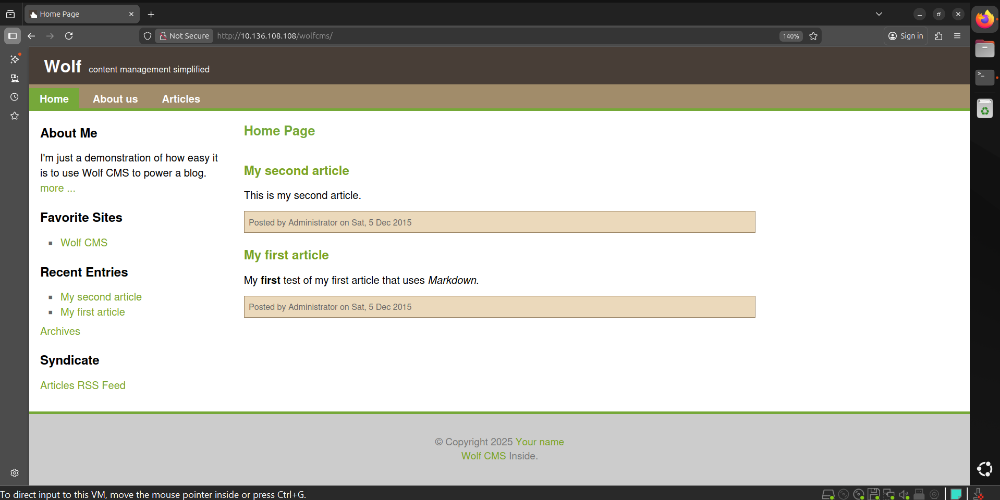 Home Page
Not Secure
http://10.136.108.108/wolfcms/
140%
Sign in
Wolf content management simplified
Home About us Articles
About Me
I'm just a demonstration of how easy it
is to use Wolf CMS to power a blog.
more ...
Favorite Sites
Wolf CMS
Recent Entries
My second article
My first article
Archives
Syndicate
Articles RSS Feed
Home Page
My second article
This is my second article.
Posted by Administrator on Sat, 5 Dec 2015
My first article
My first test of my first article that uses Markdown.
Posted by Administrator on Sat, 5 Dec 2015
© Copyright 2025 Your name
Wolf CMS Inside.
To direct input to this VM, move the mouse pointer inside or press Ctrl+G.